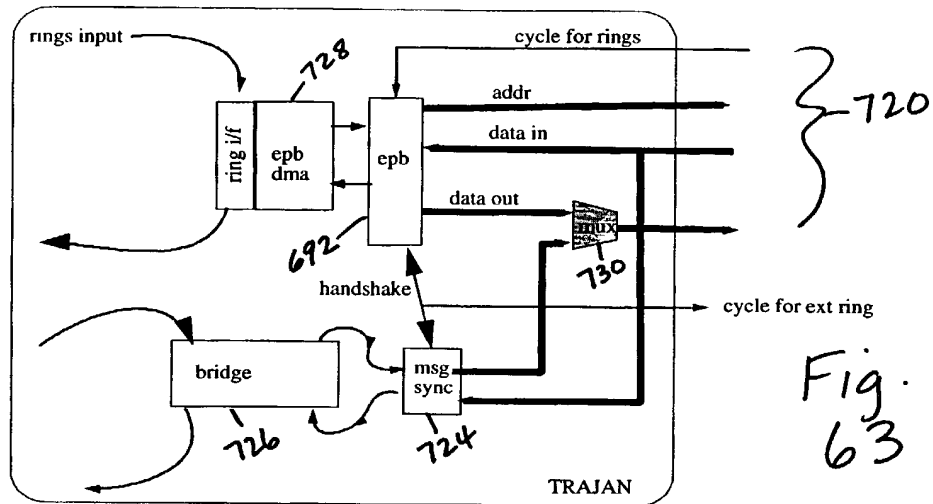 rings input
cycle for rings
728
addr
720
ring i/f
epb
dma
epb
data in
data out
mux
692
730
handshake
cycle for ext ring
bridge
msg
sync
726
724
Fig.
63
TRAJAN